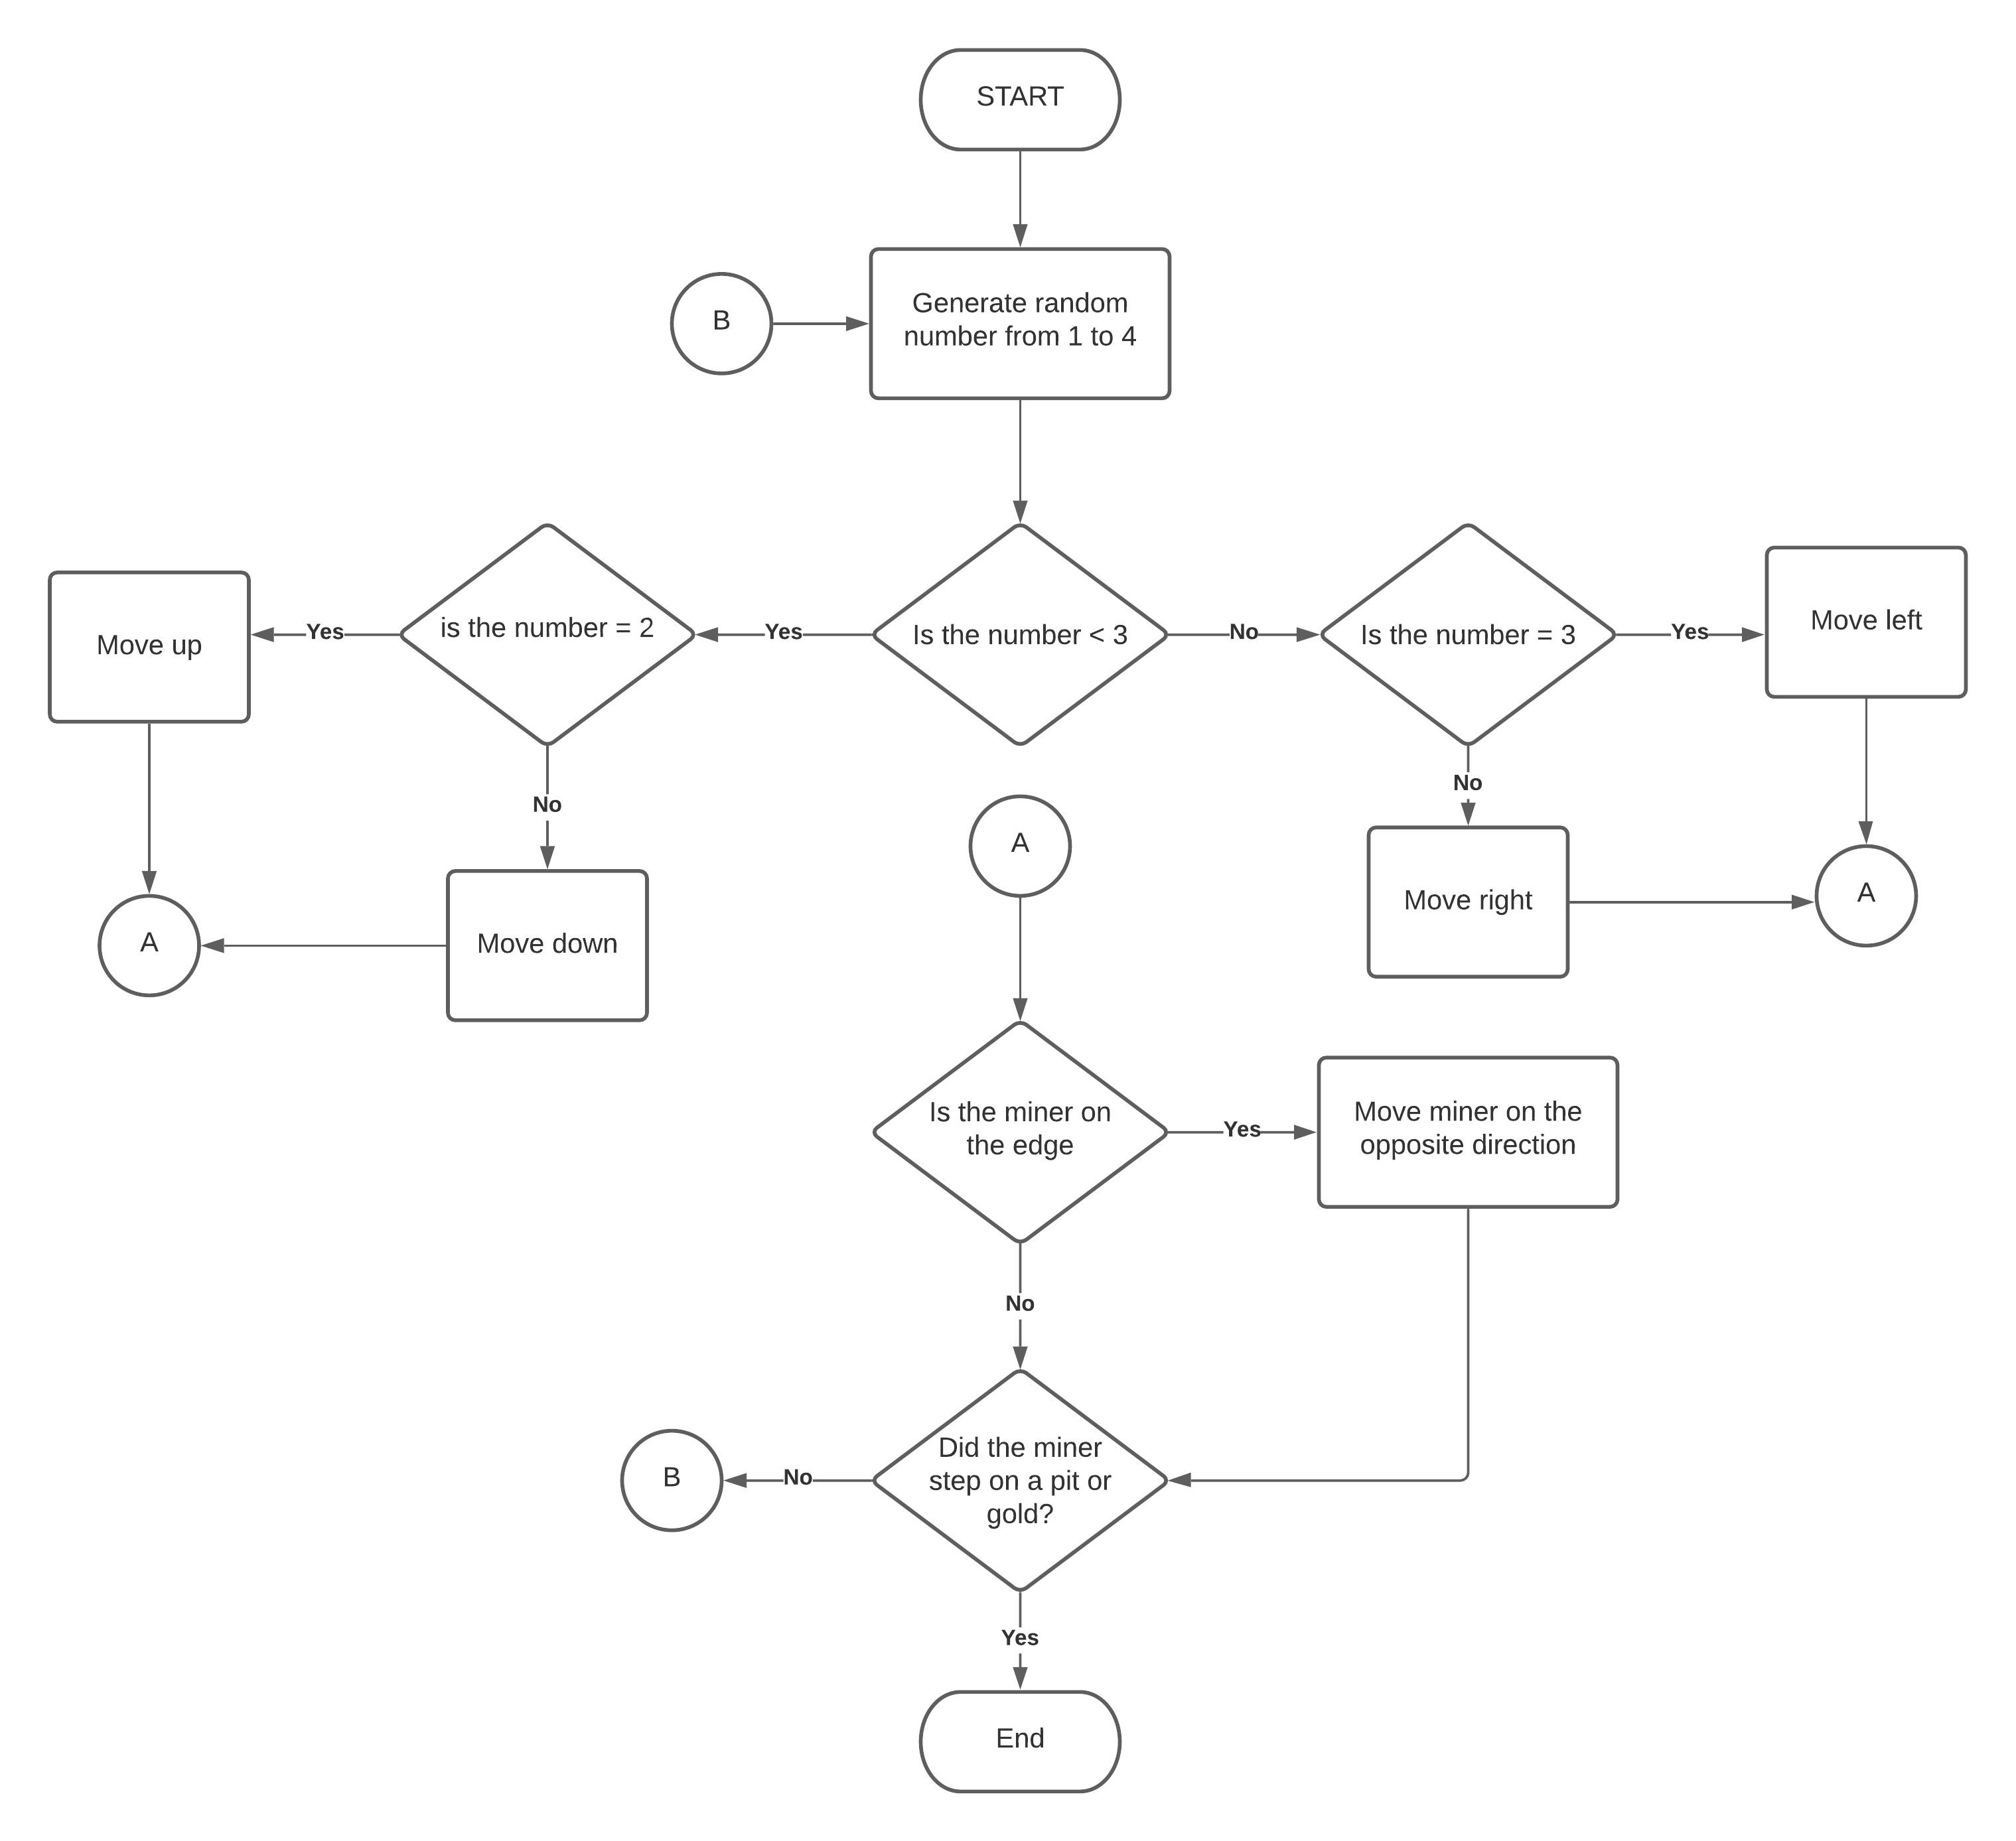 START
B
Generate random
number from 1 to 4
Move up
Yes
is the number = 2
Yes
Is the number < 3
No
Is the number = 3
Yes
Move left
No
No
A
Move right
A
A
Move down
Is the miner on
the edge
Yes
Move miner on the
opposite direction
No
B
No
Did the miner
step on a pit or
gold?
Yes
End